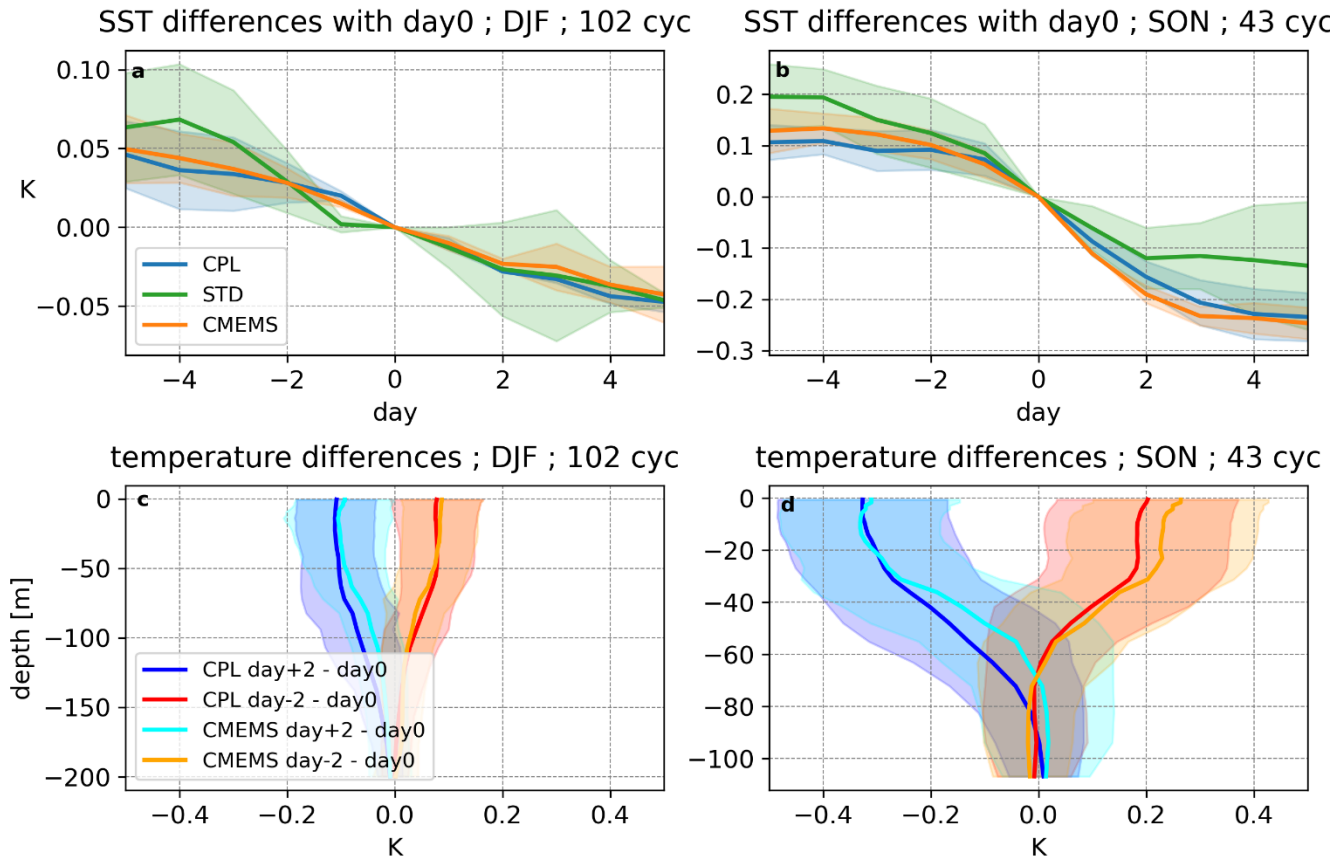 SST differences with day0 ; DJF ; 102 cyc
a
0.10
0.05
0.00
−0.05
K
CPL
STD
CMEMS
−4
−2
0
2
4
day
SST differences with day0 ; SON ; 43 cyc
b
0.2
0.1
0.0
−0.1
−0.2
−0.3
−4
−2
0
2
4
day
temperature differences ; DJF ; 102 cyc
c
0
−50
−100
−150
−200
depth [m]
CPL day+2 - day0
CPL day-2 - day0
CMEMS day+2 - day0
CMEMS day-2 - day0
−0.4
−0.2
0.0
0.2
0.4
K
temperature differences ; SON ; 43 cyc
d
0
−20
−40
−60
−80
−100
−0.4
−0.2
0.0
0.2
0.4
K